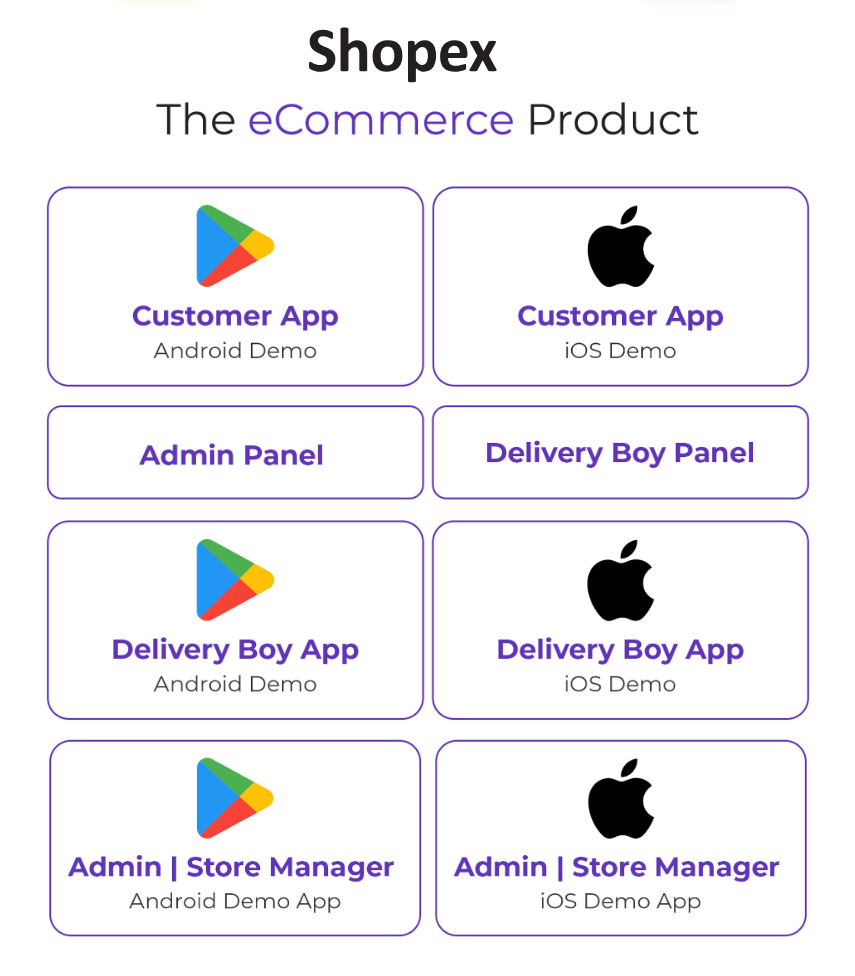 Shopex
The eCommerce Product
Customer App
Android Demo
Customer App
iOS Demo
Admin Panel
Delivery Boy Panel
Delivery Boy App
Android Demo
Delivery Boy App
iOS Demo
Admin | Store Manager
Android Demo App
Admin | Store Manager
iOS Demo App